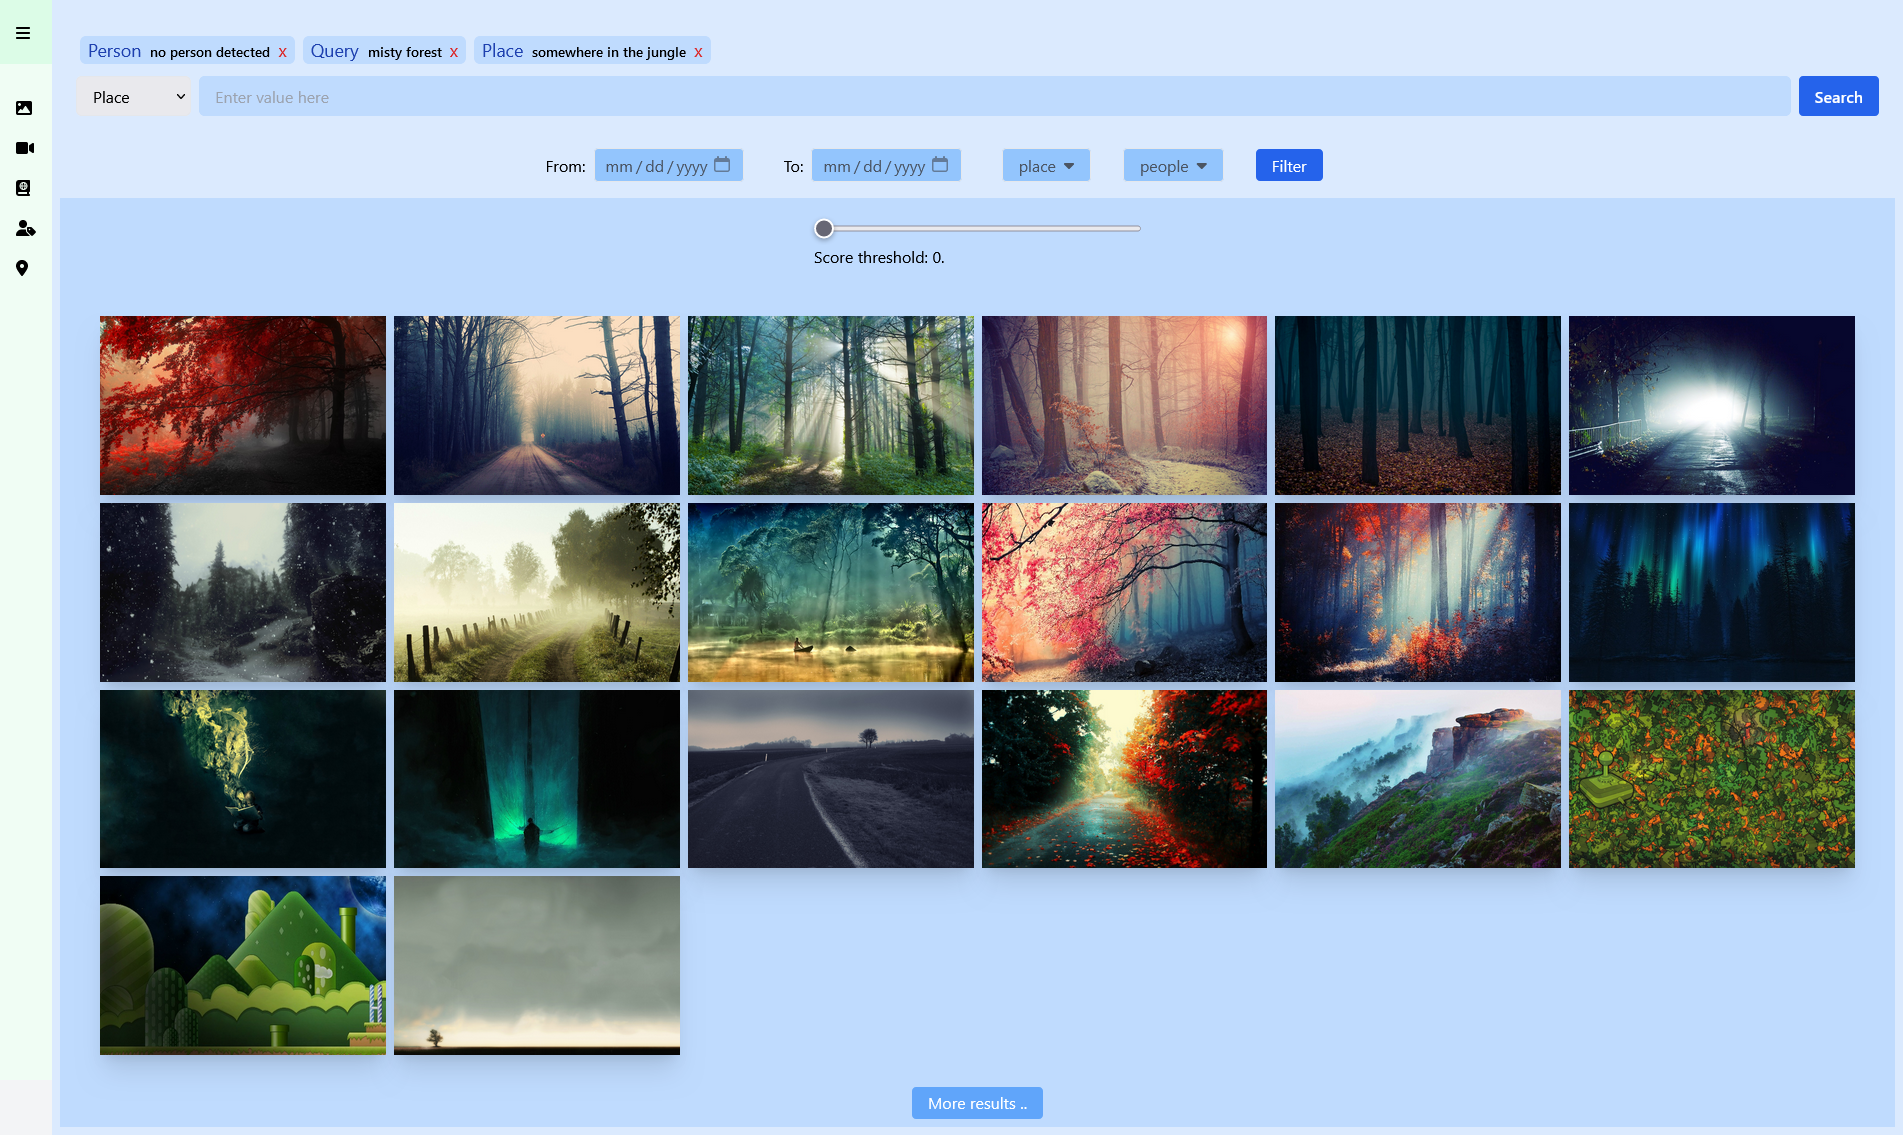 Person no person detected x Query misty forest x Place somewhere in the jungle x
Place Enter value here Search
From: mm/dd/yyyy To: mm/dd/yyyy place people Filter
Score threshold: 0.
More results ..